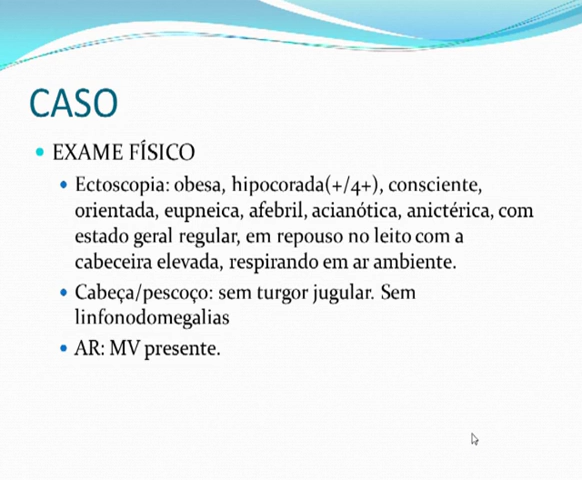 CASO
EXAME FÍSICO
Ectoscopia: obesa, hipocorada(+/4+), consciente,
orientada, eupneica, afebril, acianótica, anictérica, com
estado geral regular, em repouso no leito com a
cabeceira elevada, respirando em ar ambiente.
Cabeça/pescoço: sem turgor jugular. Sem
linfonodomegalias
AR: MV presente.